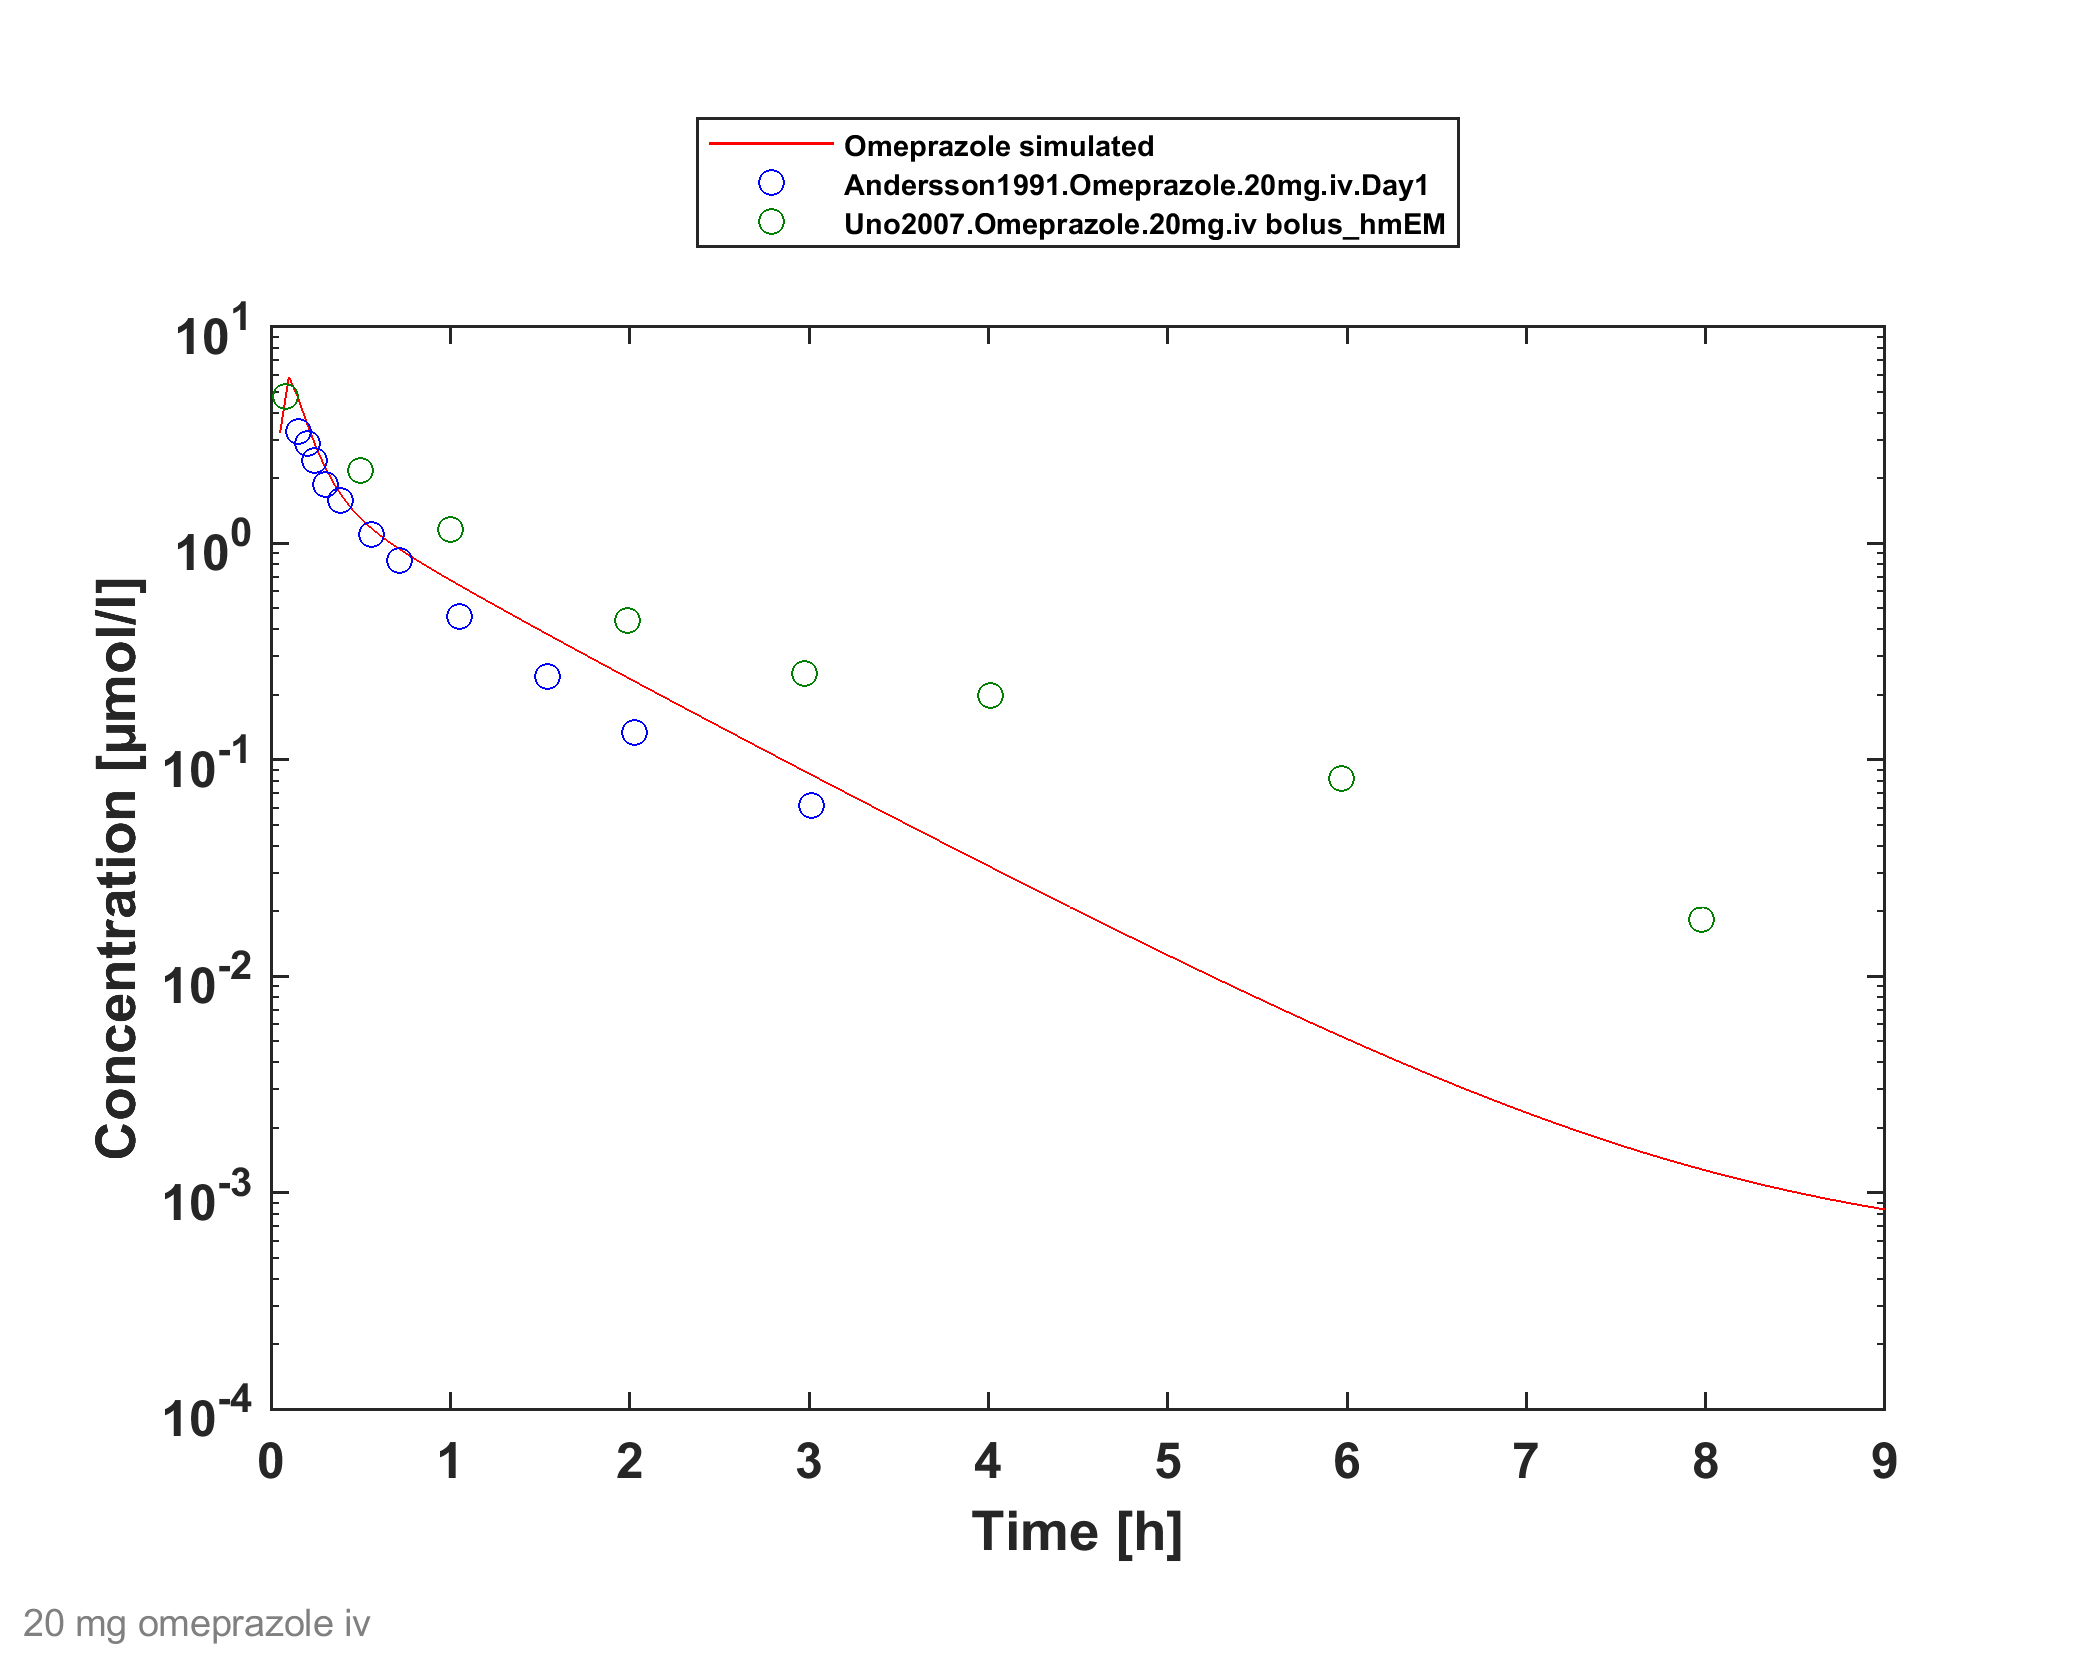 Omeprazole simulated
Andersson1991.Omeprazole.20mg.iv.Day1
Uno2007.Omeprazole.20mg.iv bolus_hmEM
10^1
10^0
10^-1
10^-2
10^-3
10^-4
Concentration [µmol/l]
0 1 2 3 4 5 6 7 8 9
Time [h]
20 mg omeprazole iv